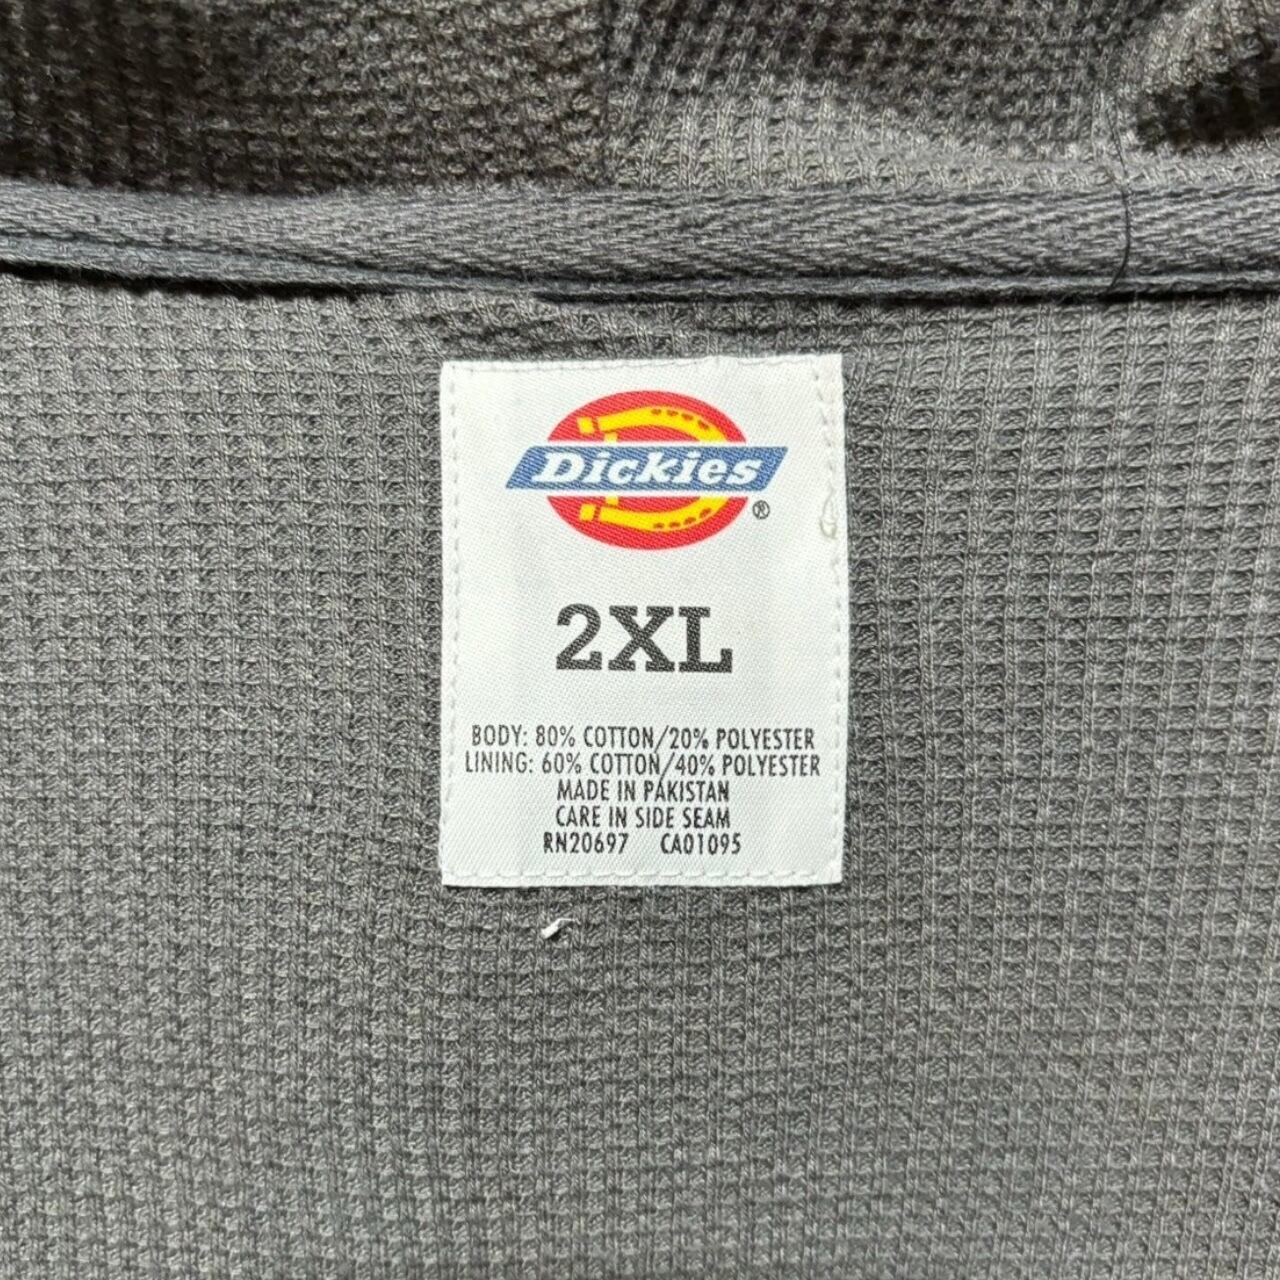 Dickies®
2XL
BODY: 80% COTTON/20% POLYESTER
LINING: 60% COTTON/40% POLYESTER
MADE IN PAKISTAN
CARE IN SIDE SEAM
RN20697 CA01095